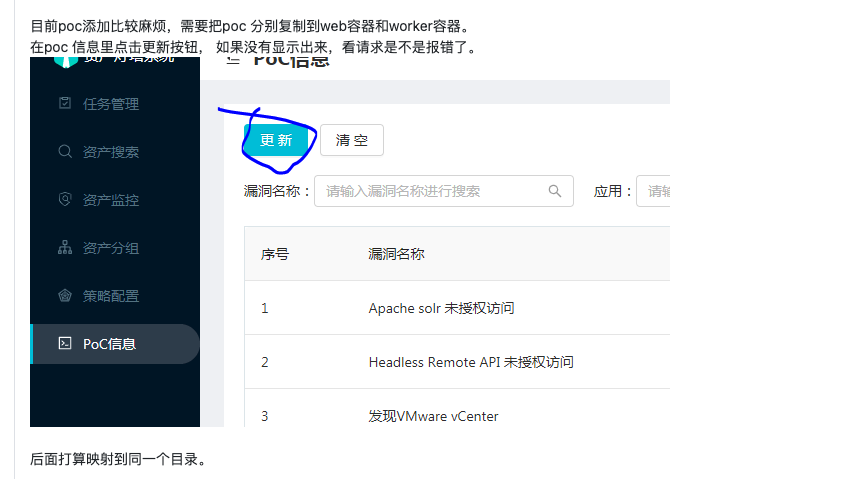 目前poc添加比较麻烦，需要把poc 分别复制到web容器和worker容器。
在poc 信息里点击更新按钮， 如果没有显示出来，看请求是不是报错了。
资产灯塔系统
PoC信息
任务管理
资产搜索
资产监控
资产分组
策略配置
PoC信息
更 新
清 空
漏洞名称：
请输入漏洞名称进行搜索
应用：
请输
序号
漏洞名称
1
Apache solr 未授权访问
2
Headless Remote API 未授权访问
3
发现VMware vCenter
后面打算映射到同一个目录。